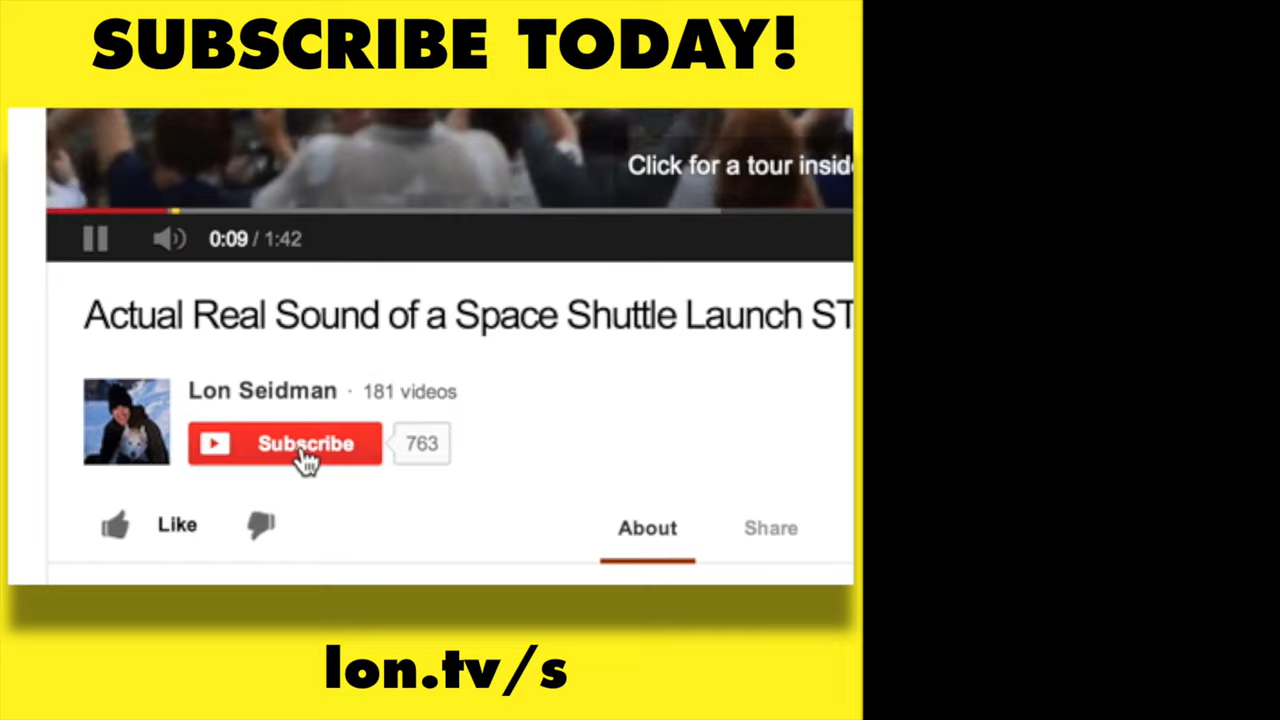 SUBSCRIBE TODAY!
Click for a tour insid
0:09 / 1:42
Actual Real Sound of a Space Shuttle Launch ST
Lon Seidman · 181 videos
Subscribe 763
Like
About Share
lon.tv/s